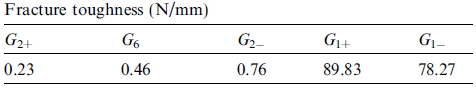 Fracture toughness (N/mm)
G2+ G6 G2− G1+ G1−
0.23 0.46 0.76 89.83 78.27